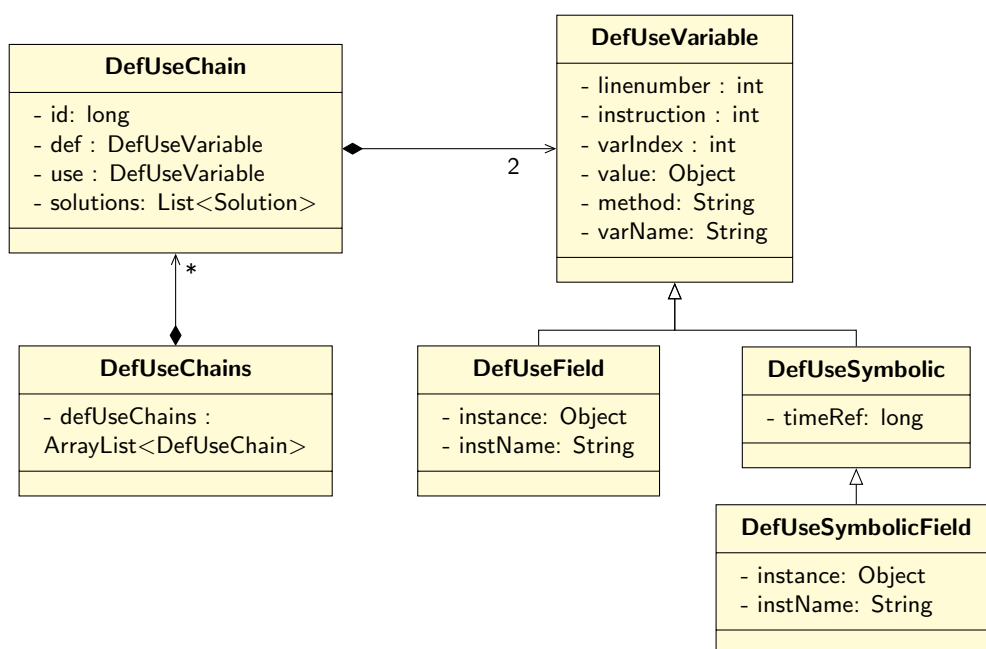 DefUseChain
- id: long
- def : DefUseVariable
- use : DefUseVariable
- solutions: List<Solution>
DefUseVariable
- linenumber : int
- instruction : int
- varIndex : int
- value: Object
- method: String
- varName: String
2
*
DefUseChains
- defUseChains :
ArrayList<DefUseChain>
DefUseField
- instance: Object
- instName: String
DefUseSymbolic
- timeRef: long
DefUseSymbolicField
- instance: Object
- instName: String